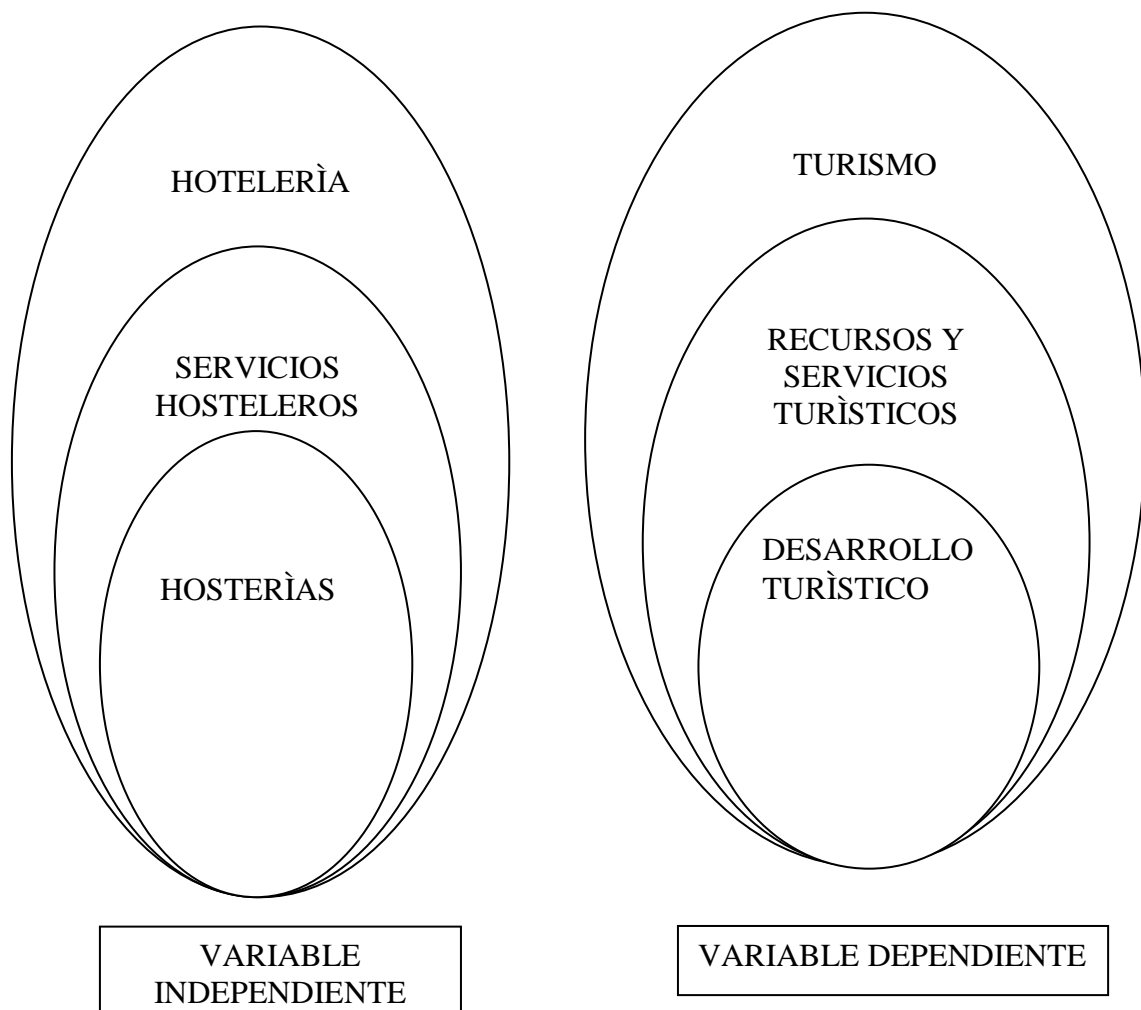 HOTELERÌA
SERVICIOS
HOSTELEROS
HOSTERÌAS
VARIABLE
INDEPENDIENTE
TURISMO
RECURSOS Y
SERVICIOS
TURÌSTICOS
DESARROLLO
TURÌSTICO
VARIABLE DEPENDIENTE